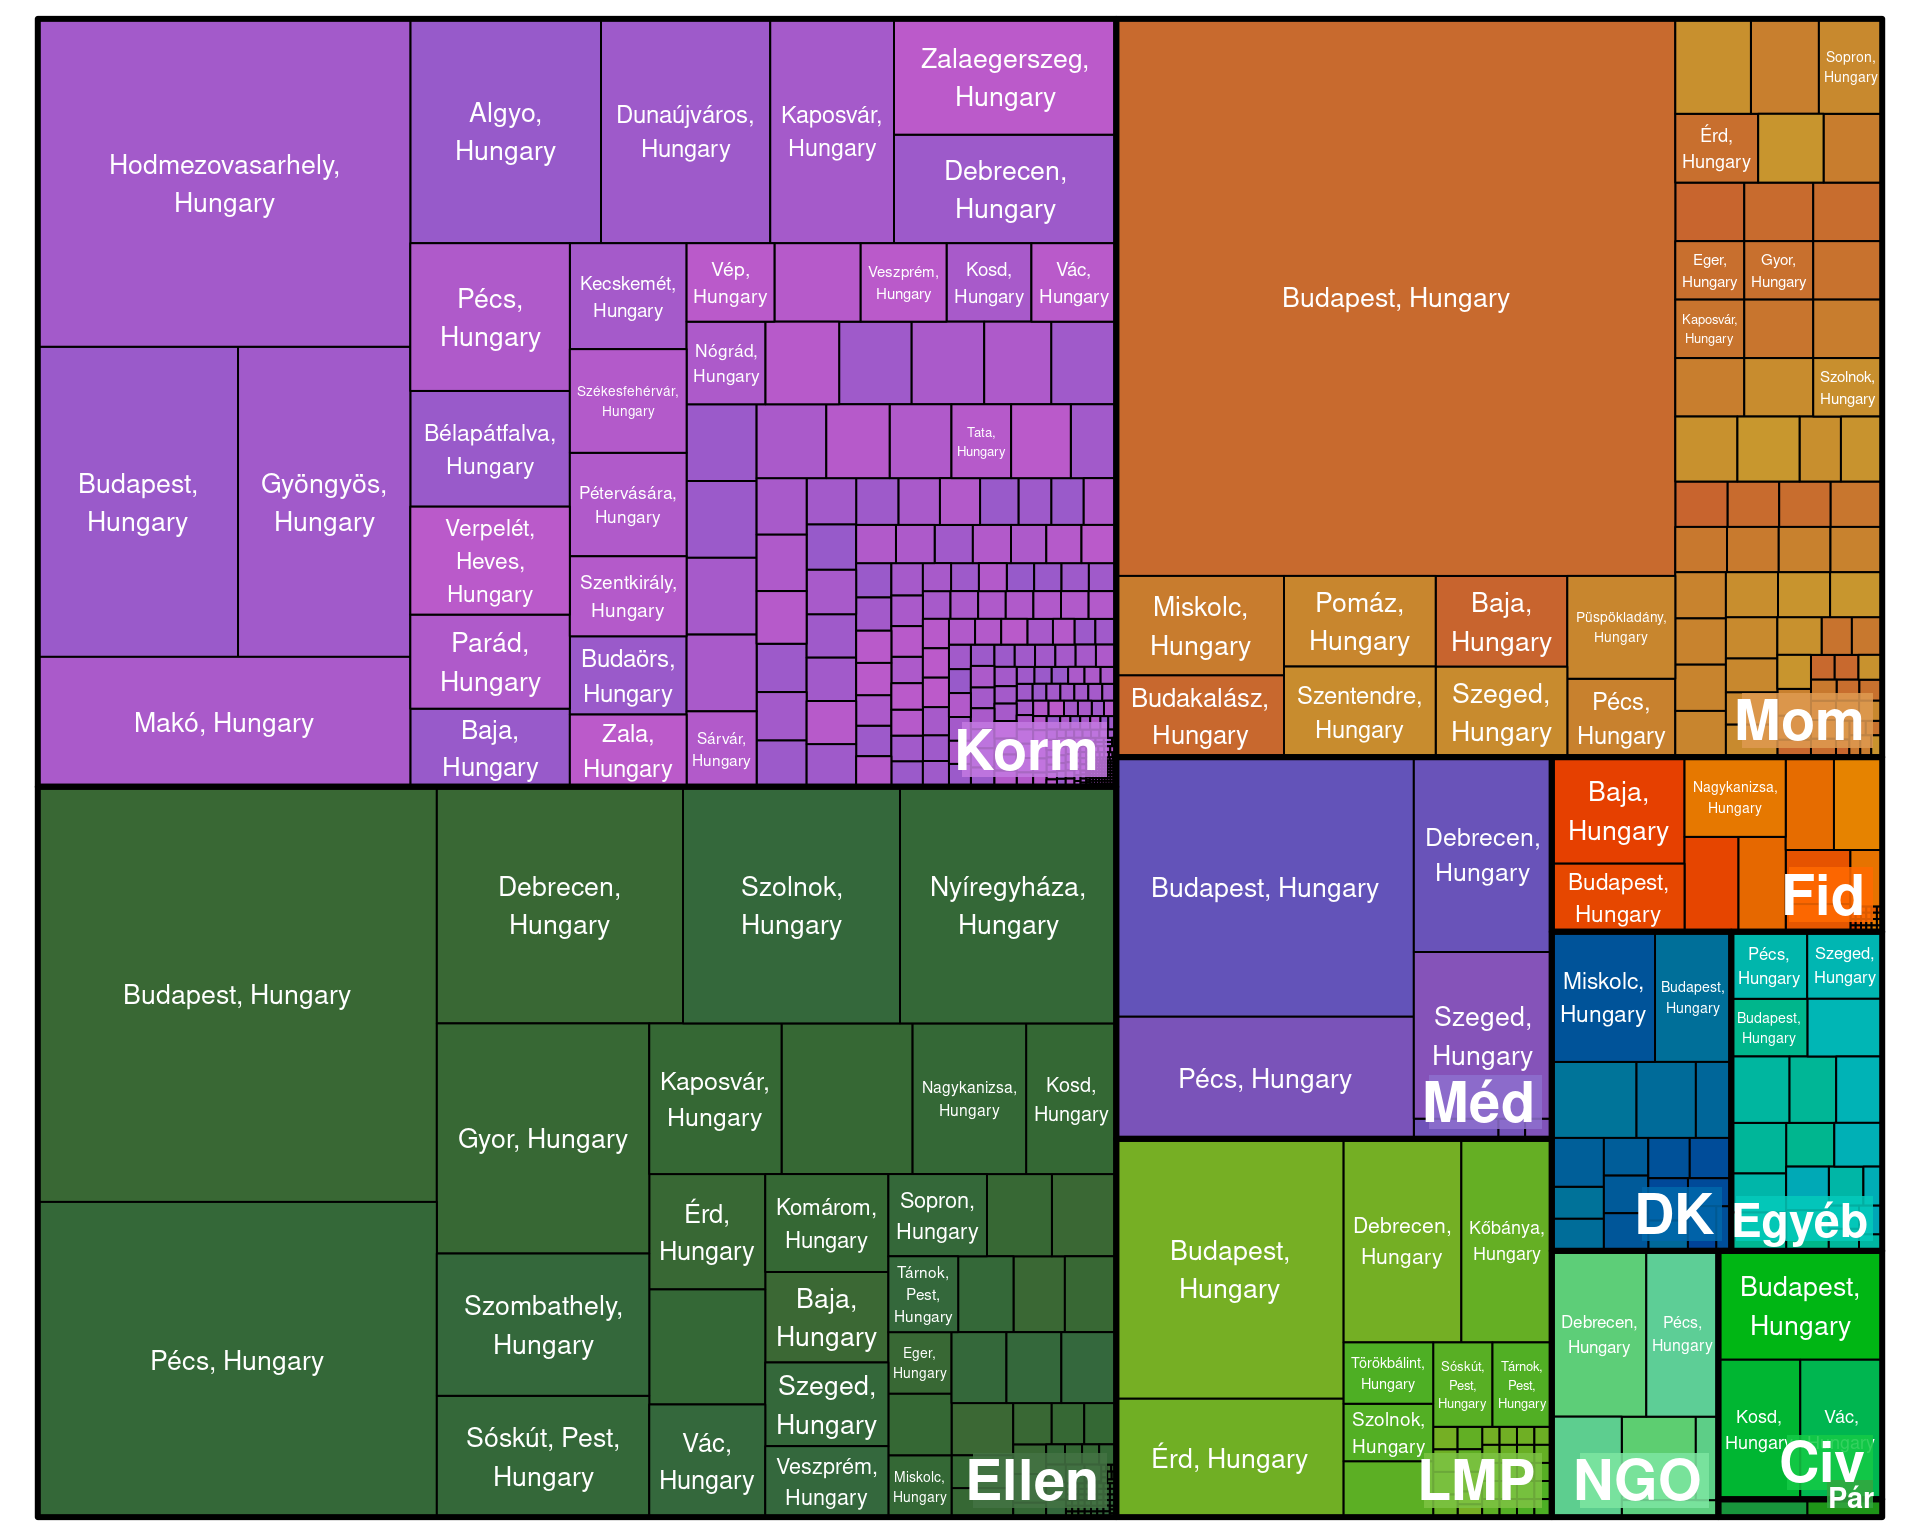 Hodmezovasarhely,
Hungary
Budapest,
Hungary
Gyöngyös,
Hungary
Makó, Hungary
Algyo,
Hungary
Dunaújváros,
Hungary
Kaposvár,
Hungary
Zalaegerszeg,
Hungary
Debrecen,
Hungary
Pécs,
Hungary
Bélapátfalva,
Hungary
Verpelét,
Heves,
Hungary
Parád,
Hungary
Baja,
Hungary
Kecskemét,
Hungary
Székesfehérvár,
Hungary
Pétervására,
Hungary
Szentkirály,
Hungary
Budaörs,
Hungary
Zala,
Hungary
Vép,
Hungary
Veszprém,
Hungary
Kosd,
Hungary
Vác,
Hungary
Nógrád,
Hungary
Tata,
Hungary
Sárvár,
Hungary
Korm
Budapest, Hungary
Miskolc,
Hungary
Budakalász,
Hungary
Pomáz,
Hungary
Szentendre,
Hungary
Baja,
Hungary
Szeged,
Hungary
Püspökladány,
Hungary
Pécs,
Hungary
Sopron,
Hungary
Érd,
Hungary
Eger,
Hungary
Gyor,
Hungary
Kaposvár,
Hungary
Szolnok,
Hungary
Mom
Budapest, Hungary
Pécs, Hungary
Debrecen,
Hungary
Szolnok,
Hungary
Nyíregyháza,
Hungary
Gyor, Hungary
Szombathely,
Hungary
Sóskút, Pest,
Hungary
Kaposvár,
Hungary
Nagykanizsa,
Hungary
Kosd,
Hungary
Érd,
Hungary
Vác,
Hungary
Komárom,
Hungary
Baja,
Hungary
Szeged,
Hungary
Veszprém,
Hungary
Sopron,
Hungary
Tárnok,
Pest,
Hungary
Eger,
Hungary
Miskolc,
Hungary
Ellen
Budapest, Hungary
Pécs, Hungary
Debrecen,
Hungary
Szeged,
Hungary
Méd
Baja,
Hungary
Budapest,
Hungary
Nagykanizsa,
Hungary
Fid
Miskolc,
Hungary
Budapest,
Hungary
DK
Pécs,
Hungary
Szeged,
Hungary
Budapest,
Hungary
Egyéb
Budapest,
Hungary
Érd, Hungary
Debrecen,
Hungary
Kőbánya,
Hungary
Törökbálint,
Hungary
Szolnok,
Hungary
Sóskút,
Pest,
Hungary
Tárnok,
Pest,
Hungary
LMP
Debrecen,
Hungary
Pécs,
Hungary
NGO
Budapest,
Hungary
Kosd,
Hungary
Vác,
Hungary
Civ
Pár